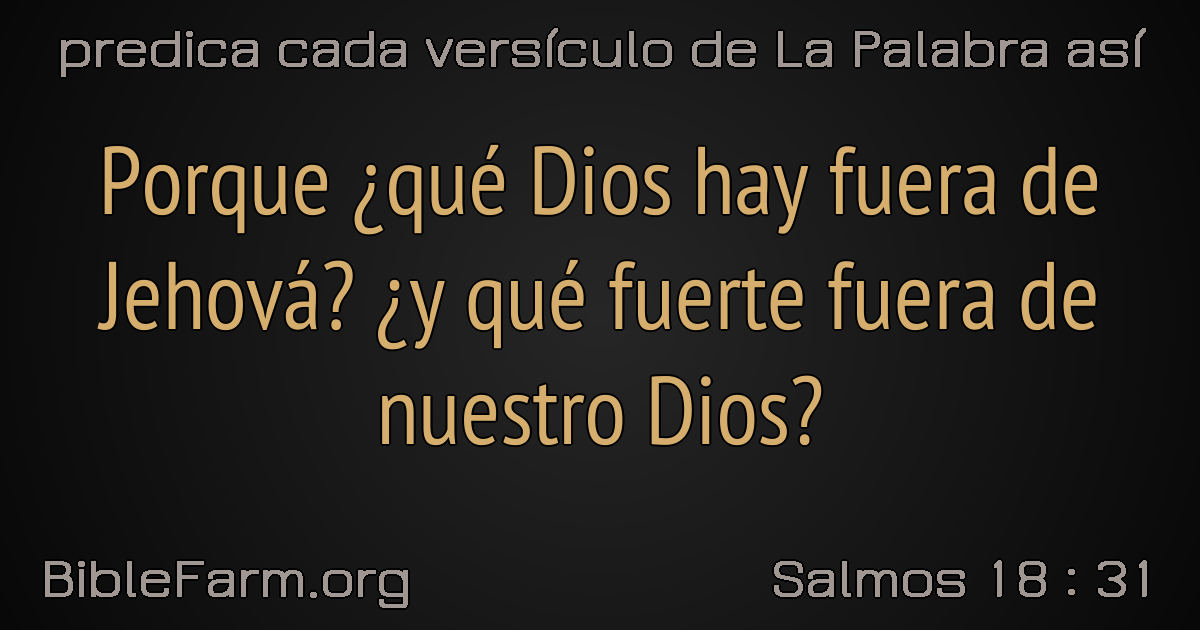 predica cada versículo de La Palabra así
Porque ¿qué Dios hay fuera de
Jehová? ¿y qué fuerte fuera de
nuestro Dios?
BibleFarm.org
Salmos 18 : 31